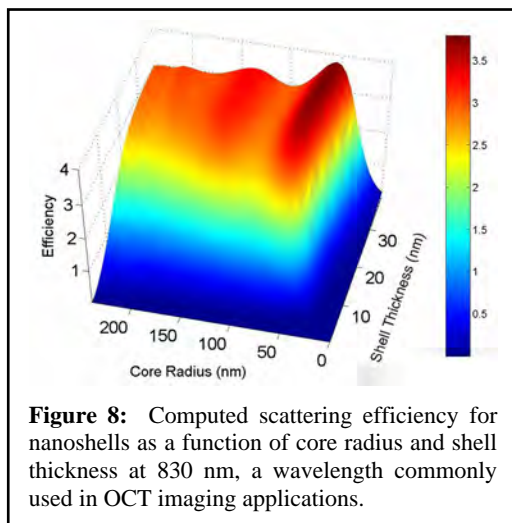 3.5
3
2.5
2
1.5
1
0.5
4
3
2
1
Efficiency
200
150
100
50
0
Core Radius (nm)
10
20
30
Shell Thickness (nm)
Figure 8: Computed scattering efficiency for
nanoshells as a function of core radius and shell
thickness at 830 nm, a wavelength commonly
used in OCT imaging applications.